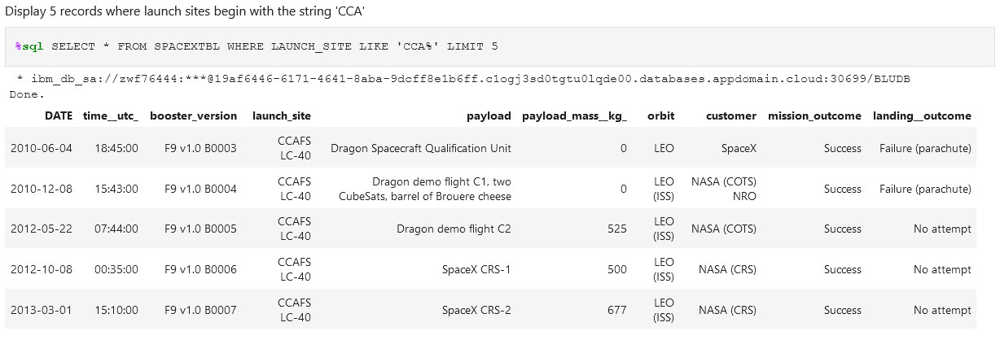 Display 5 records where launch sites begin with the string 'CCA'
%sql SELECT * FROM SPACEXTBL WHERE LAUNCH_SITE LIKE 'CCA%' LIMIT 5
* ibm_db_sa://zwf76444:***@19af6446-6171-4641-8aba-9dcff8e1b6ff.c1ogj3sd0tgtu0lqde00.databases.appdomain.cloud:30699/BLUDB
Done.
DATE time__utc_ booster_version launch_site payload payload_mass__kg_ orbit customer mission_outcome landing__outcome
2010-06-04 18:45:00 F9 v1.0 B0003 CCAFS LC-40 Dragon Spacecraft Qualification Unit 0 LEO SpaceX Success Failure (parachute)
2010-12-08 15:43:00 F9 v1.0 B0004 CCAFS LC-40 Dragon demo flight C1, two CubeSats, barrel of Brouere cheese 0 LEO (ISS) NASA (COTS) NRO Success Failure (parachute)
2012-05-22 07:44:00 F9 v1.0 B0005 CCAFS LC-40 Dragon demo flight C2 525 LEO (ISS) NASA (COTS) Success No attempt
2012-10-08 00:35:00 F9 v1.0 B0006 CCAFS LC-40 SpaceX CRS-1 500 LEO (ISS) NASA (CRS) Success No attempt
2013-03-01 15:10:00 F9 v1.0 B0007 CCAFS LC-40 SpaceX CRS-2 677 LEO (ISS) NASA (CRS) Success No attempt